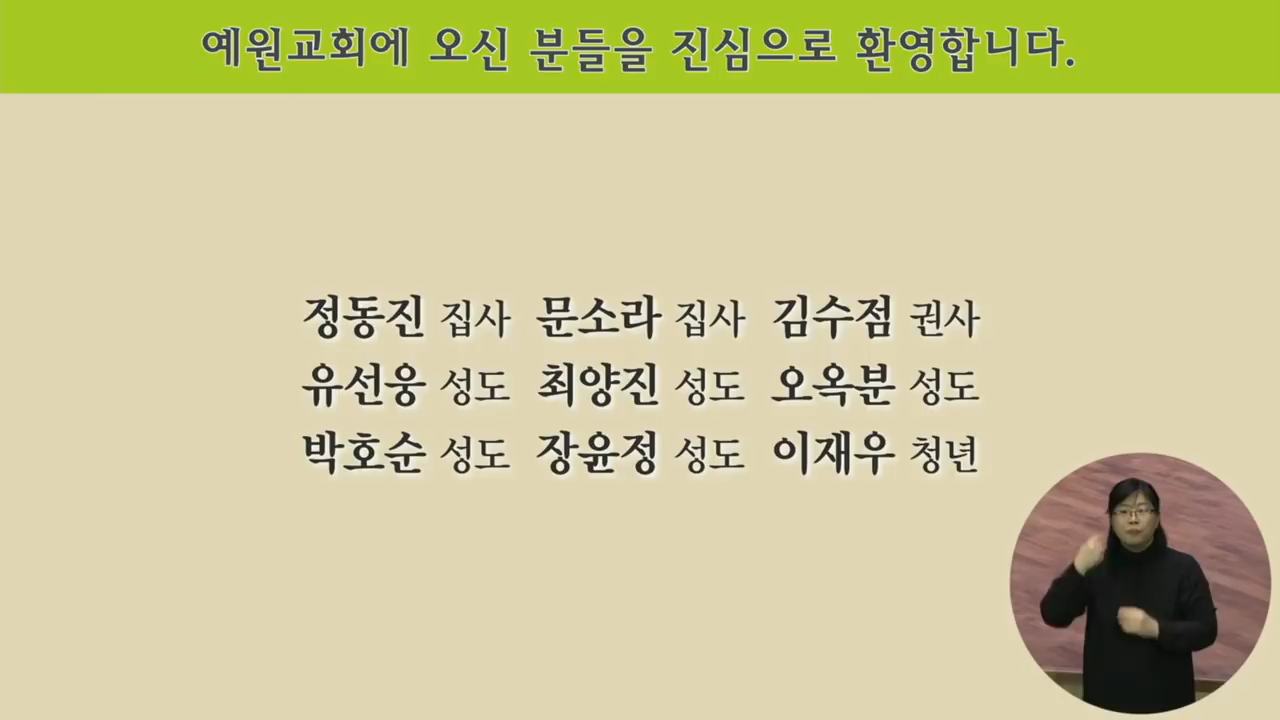 예원교회에 오신 분들을 진심으로 환영합니다.
정동진 집사 문소라 집사 김수점 권사
유선웅 성도 최양진 성도 오옥분 성도
박호순 성도 장윤정 성도 이재우 청년